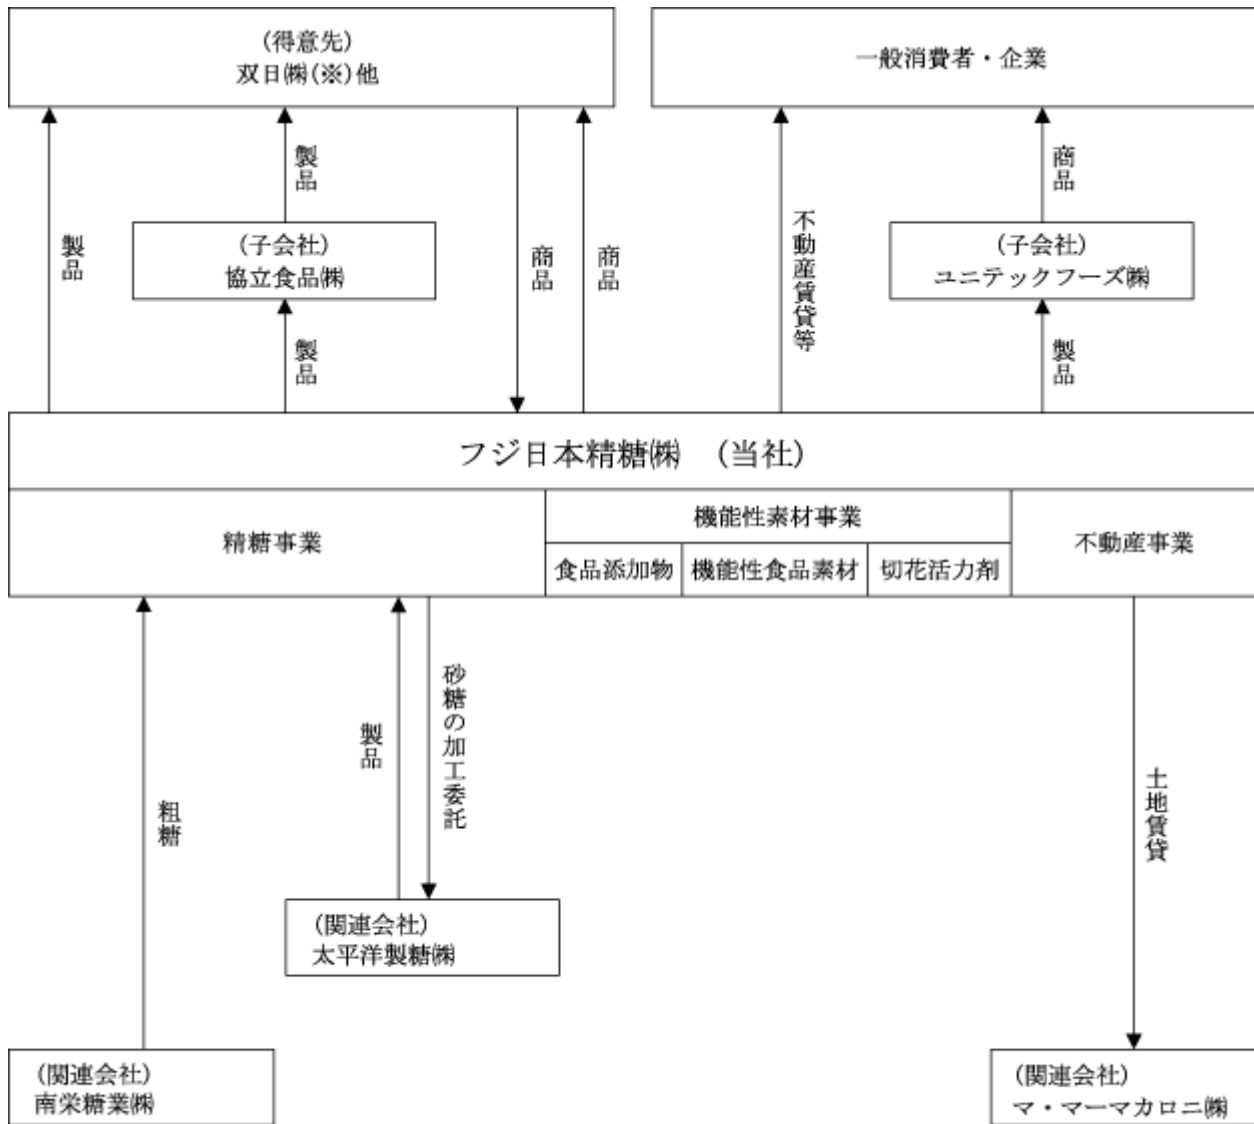 (得意先)
双日㈱(※)他
一般消費者・企業
製品
商品
製品
(子会社)
協立食品㈱
商品
商品
不動産賃貸等
(子会社)
ユニテックフーズ㈱
製品
製品
フジ日本精糖㈱ (当社)
精糖事業
機能性素材事業
不動産事業
食品添加物
機能性食品素材
切花活力剤
砂糖の加工委託
製品
土地賃貸
粗糖
(関連会社)
太平洋製糖㈱
(関連会社)
南栄糖業㈱
(関連会社)
マ・マーマカロニ㈱